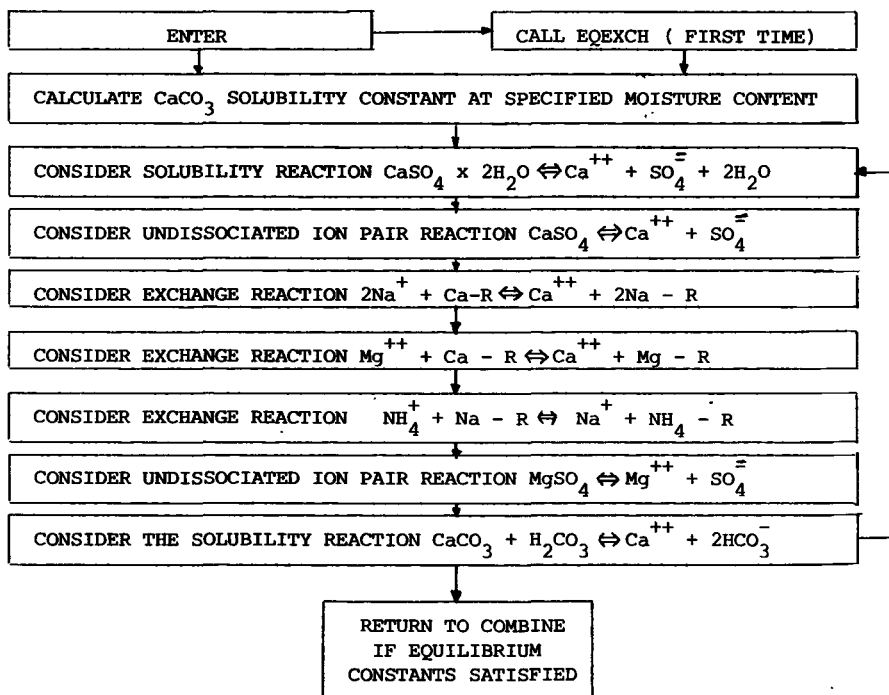 ENTER
CALL EQEXCH ( FIRST TIME)
CALCULATE CaCO₃ SOLUBILITY CONSTANT AT SPECIFIED MOISTURE CONTENT
CONSIDER SOLUBILITY REACTION CaSO₄ x 2H₂O ⇔ Ca⁺⁺ + SO₄⁼ + 2H₂O
CONSIDER UNDISSOCIATED ION PAIR REACTION CaSO₄ ⇔ Ca⁺⁺ + SO₄⁼
CONSIDER EXCHANGE REACTION 2Na⁺ + Ca-R ⇔ Ca⁺⁺ + 2Na - R
CONSIDER EXCHANGE REACTION Mg⁺⁺ + Ca - R ⇔ Ca⁺⁺ + Mg - R
CONSIDER EXCHANGE REACTION NH₄⁺ + Na - R ⇔ Na⁺ + NH₄ - R
CONSIDER UNDISSOCIATED ION PAIR REACTION MgSO₄ ⇔ Mg⁺⁺ + SO₄⁼
CONSIDER THE SOLUBILITY REACTION CaCO₃ + H₂CO₃ ⇔ Ca⁺⁺ + 2HCO₃⁻
RETURN TO COMBINE
IF EQUILIBRIUM
CONSTANTS SATISFIED